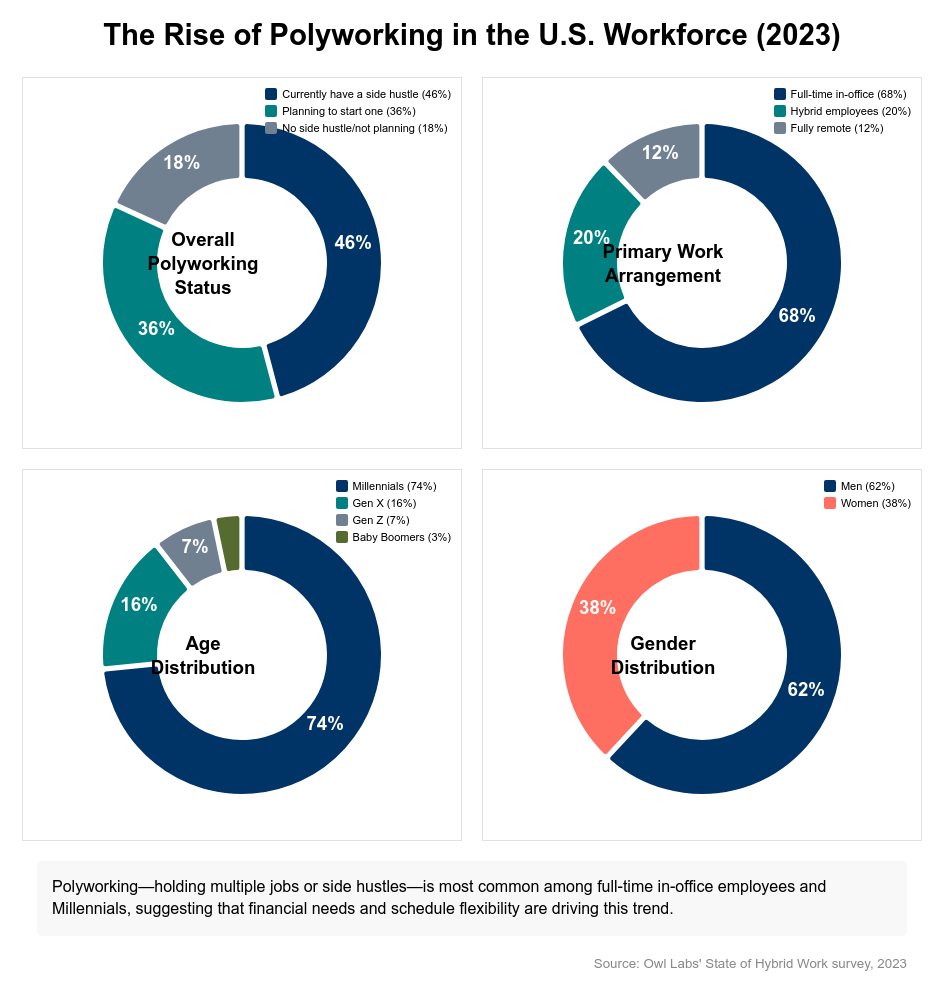 The Rise of Polyworking in the U.S. Workforce (2023)
Currently have a side hustle (46%)
Planning to start one (36%)
No side hustle/not planning (18%)
18%
46%
36%
Overall
Polyworking
Status
Full-time in-office (68%)
Hybrid employees (20%)
Fully remote (12%)
12%
20%
68%
Primary Work
Arrangement
Millennials (74%)
Gen X (16%)
Gen Z (7%)
Baby Boomers (3%)
7%
16%
74%
Age
Distribution
Men (62%)
Women (38%)
38%
62%
Gender
Distribution
Polyworking—holding multiple jobs or side hustles—is most common among full-time in-office employees and
Millennials, suggesting that financial needs and schedule flexibility are driving this trend.
Source: Owl Labs' State of Hybrid Work survey, 2023